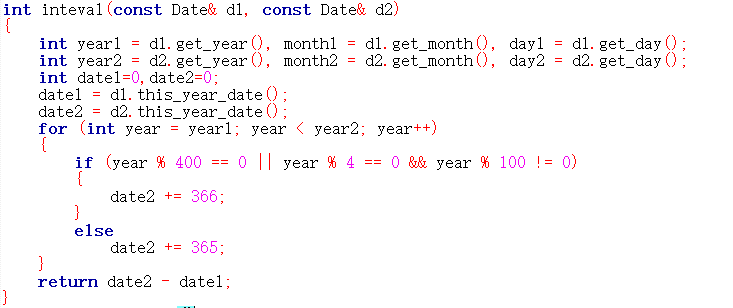 int inteval(const Date& d1, const Date& d2)
{
    int year1 = d1.get_year(), month1 = d1.get_month(), day1 = d1.get_day();
    int year2 = d2.get_year(), month2 = d2.get_month(), day2 = d2.get_day();
    int date1=0,date2=0;
    date1 = d1.this_year_date();
    date2 = d2.this_year_date();
    for (int year = year1; year < year2; year++)
    {
        if (year % 400 == 0 || year % 4 == 0 && year % 100 != 0)
        {
            date2 += 366;
        }
        else
            date2 += 365;
    }
    return date2 - date1;
}